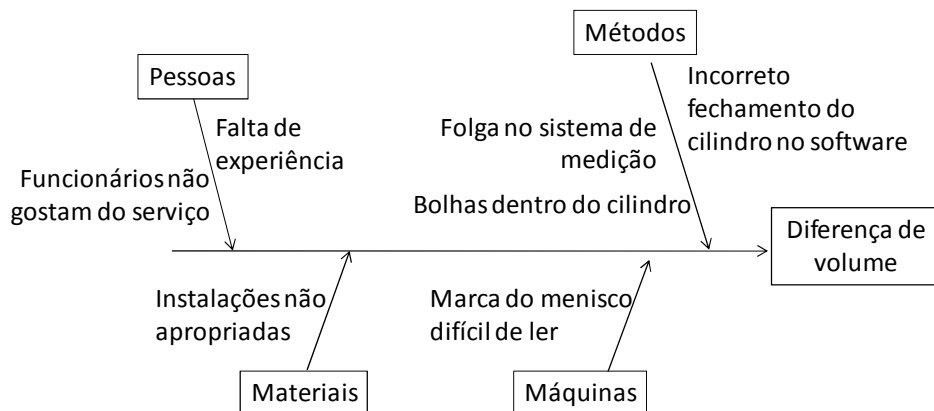 Métodos
Pessoas
Incorreto
fechamento do
cilindro no software
Falta de
experiência
Folga no sistema de
medição
Funcionários não
gostam do serviço
Bolhas dentro do cilindro
Diferença de
volume
Instalações não
apropriadas
Marca do menisco
difícil de ler
Materiais
Máquinas